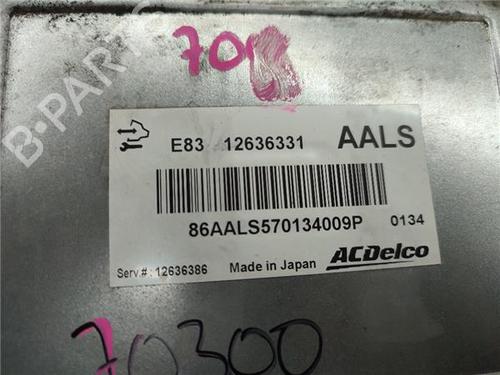 70
B-PARTS
E83 12636331 AALS
86AALS570134009P 0134
Serv.#: 12636386 Made in Japan ACDelco
70300